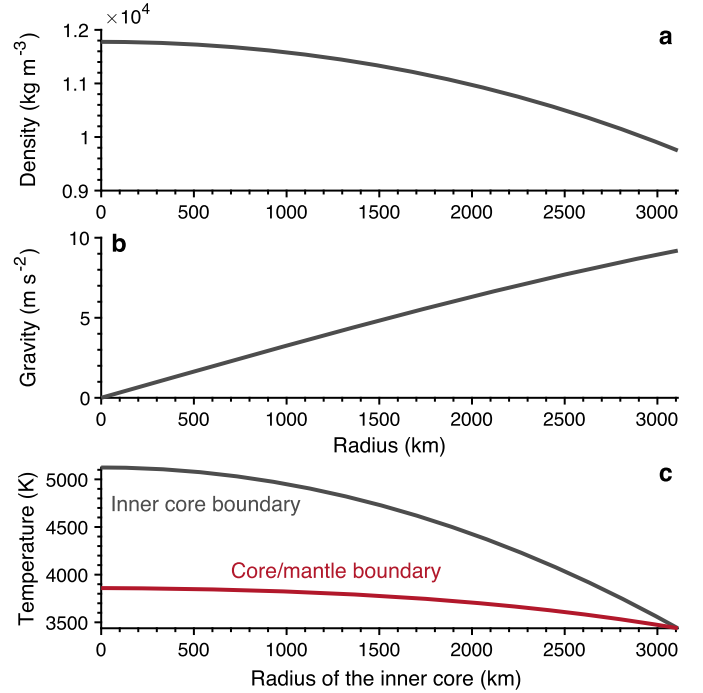 ×10⁴
a
Density (kg m⁻³)
1.2
1.1
1
0.9
0 500 1000 1500 2000 2500 3000
b
Gravity (m s⁻²)
10
5
0
0 500 1000 1500 2000 2500 3000
Radius (km)
c
Temperature (K)
5000
4500
4000
3500
Inner core boundary
Core/mantle boundary
0 500 1000 1500 2000 2500 3000
Radius of the inner core (km)